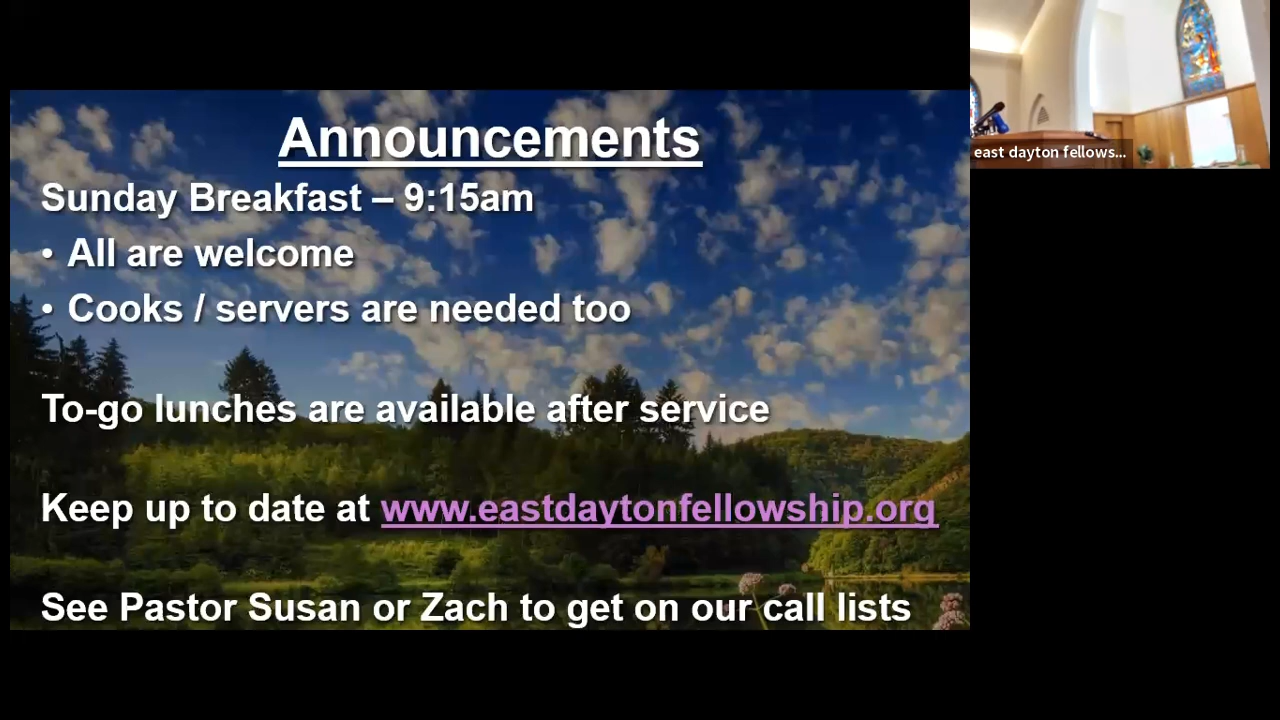 Announcements
Sunday Breakfast – 9:15am
• All are welcome
• Cooks / servers are needed too
To-go lunches are available after service
Keep up to date at www.eastdaytonfellowship.org
See Pastor Susan or Zach to get on our call lists
east dayton fellows...